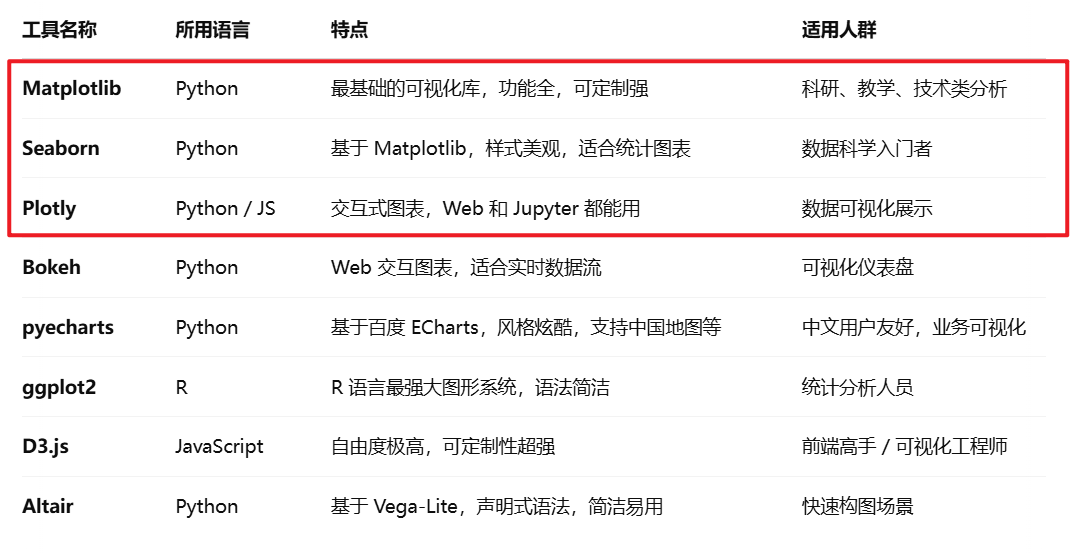 工具名称 所用语言 特点 适用人群
Matplotlib Python 最基础的可视化库，功能全，可定制强 科研、教学、技术类分析
Seaborn Python 基于 Matplotlib，样式美观，适合统计图表 数据科学入门者
Plotly Python / JS 交互式图表，Web 和 Jupyter 都能用 数据可视化展示
Bokeh Python Web 交互图表，适合实时数据流 可视化仪表盘
pyecharts Python 基于百度 ECharts，风格炫酷，支持中国地图等 中文用户友好，业务可视化
ggplot2 R R 语言最强大图形系统，语法简洁 统计分析人员
D3.js JavaScript 自由度极高，可定制性超强 前端高手 / 可视化工程师
Altair Python 基于 Vega-Lite，声明式语法，简洁易用 快速构图场景